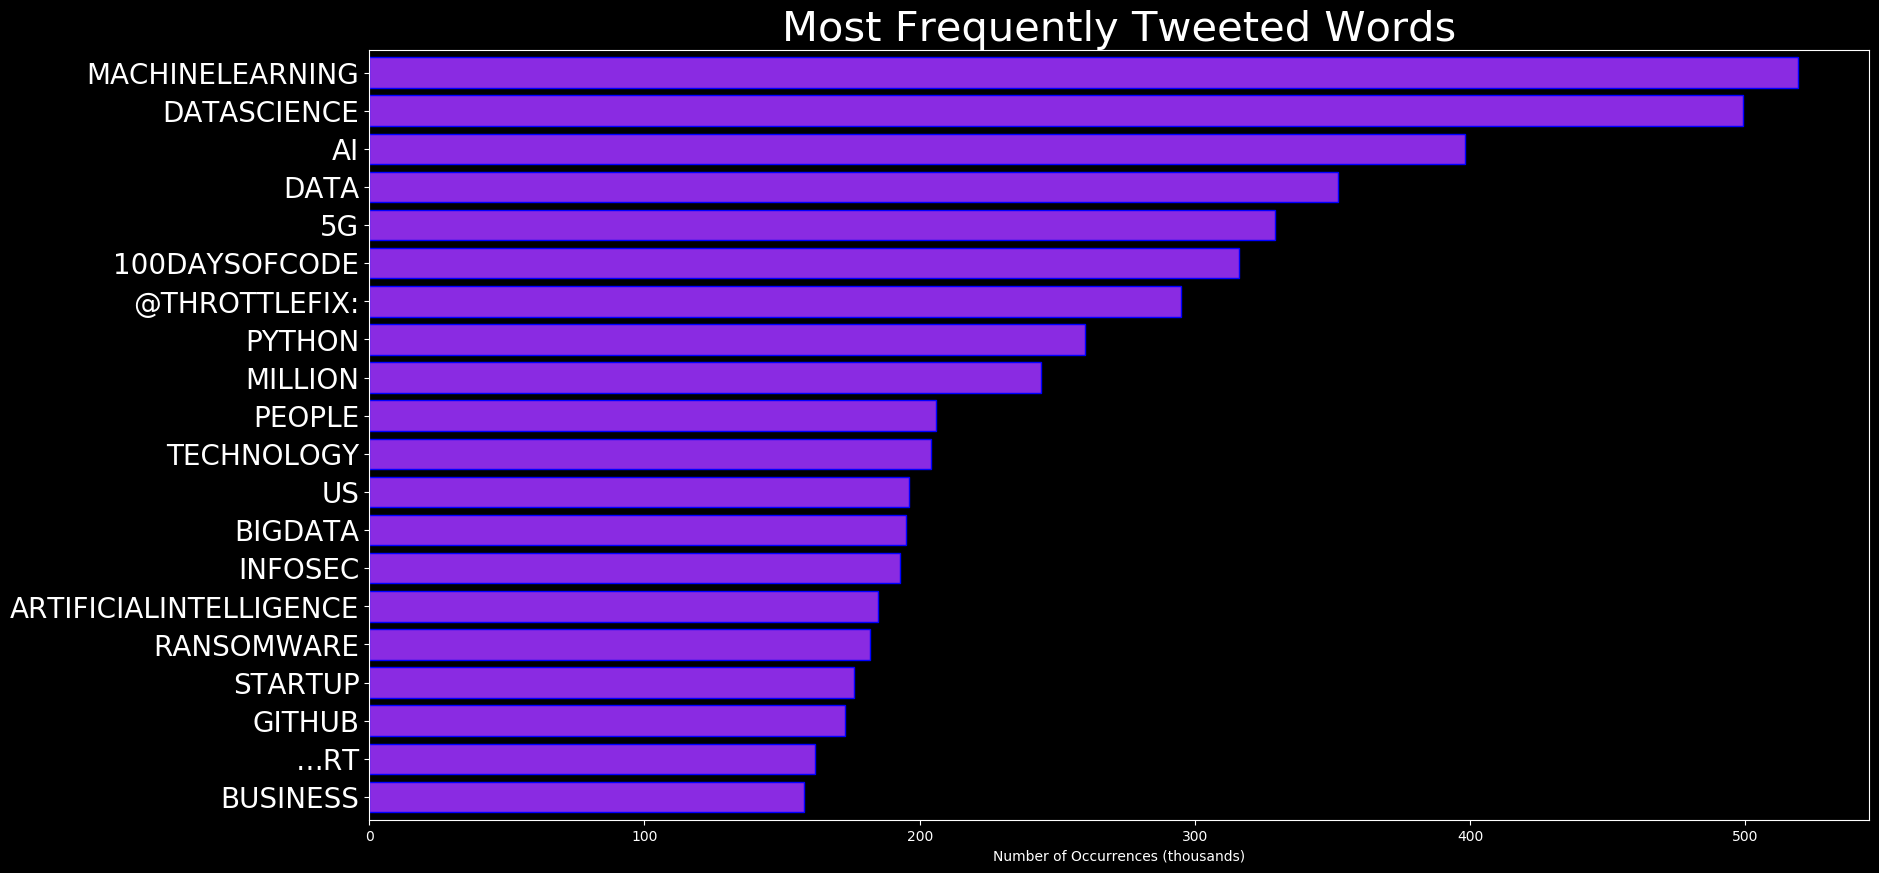 Most Frequently Tweeted Words
MACHINELEARNING
DATASCIENCE
AI
DATA
5G
100DAYSOFCODE
@THROTTLEFIX:
PYTHON
MILLION
PEOPLE
TECHNOLOGY
US
BIGDATA
INFOSEC
ARTIFICIALINTELLIGENCE
RANSOMWARE
STARTUP
GITHUB
...RT
BUSINESS
0 100 200 300 400 500
Number of Occurrences (thousands)